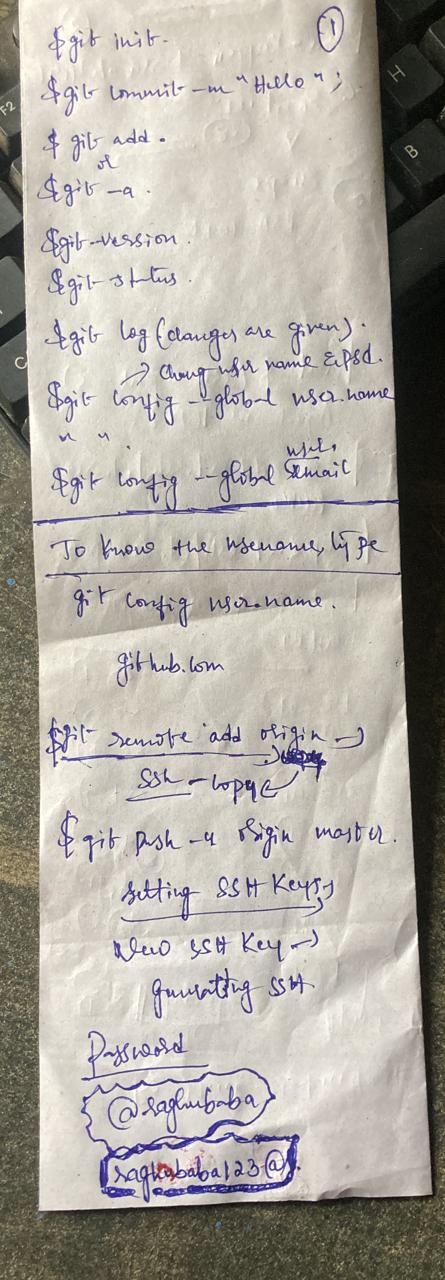 1
$git init.
$git commit -m "Hello";
$ git add .
or
$git -a.
$git-version.
$git status.
$git log (changes are given).
→ Chang user name & psd.
$git config --global user.name
" " .
user.
$git config --global email
To know the usename, type
git config user.name.
github.com
$git remote add origin →
SSh - copy
$ git push -u origin master.
Setting SSH Keys →
New SSH Key →
generating SSH
Password
@raghubaba
raghubaba123@.
F2
H
B
C